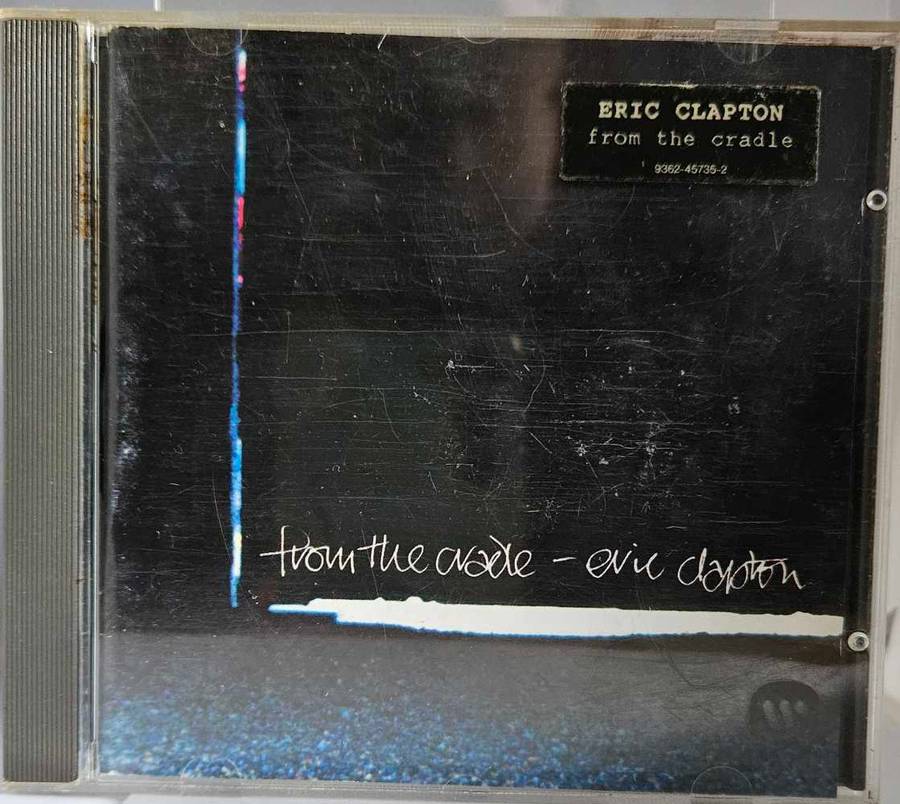 ERIC CLAPTON
from the cradle
9362-45735-2
from the cradle - eric clapton